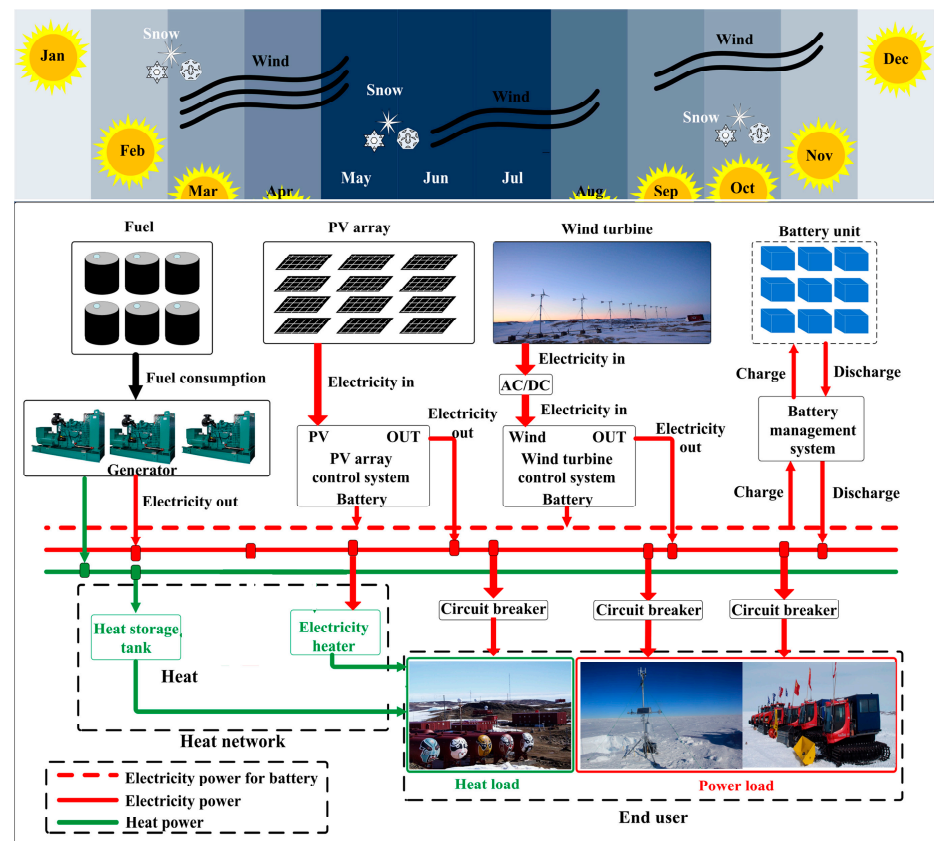 Jan
Snow
Wind
Feb
Mar
Apr
Snow
May
Jun
Wind
Jul
Aug
Wind
Sep
Snow
Oct
Nov
Dec
Fuel
PV array
Wind turbine
Battery unit
Fuel consumption
Electricity in
Electricity in
AC/DC
Electricity in
Charge
Discharge
Generator
Electricity out
PV
OUT
PV array
control system
Battery
Electricity
out
Wind
OUT
Wind turbine
control system
Battery
Electricity
out
Battery
management
system
Charge
Discharge
Heat storage
tank
Electricity
heater
Heat
Heat network
Circuit breaker
Circuit breaker
Circuit breaker
Heat load
Power load
End user
Electricity power for battery
Electricity power
Heat power